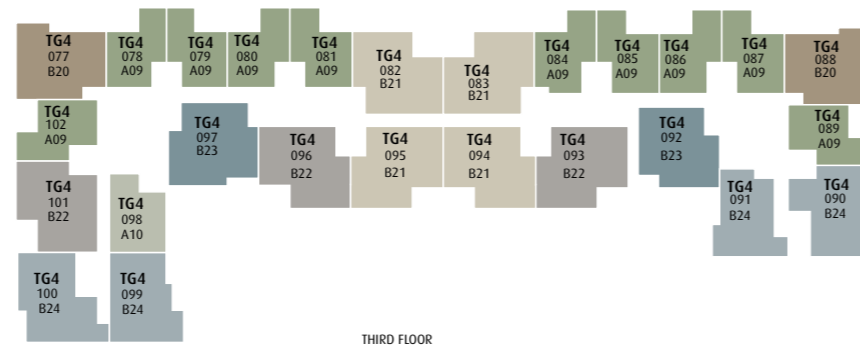 TG4
077
B20
TG4
078
A09
TG4
079
A09
TG4
080
A09
TG4
081
A09
TG4
082
B21
TG4
083
B21
TG4
084
A09
TG4
085
A09
TG4
086
A09
TG4
087
A09
TG4
088
B20
TG4
102
A09
TG4
097
B23
TG4
096
B22
TG4
095
B21
TG4
094
B21
TG4
093
B22
TG4
092
B23
TG4
089
A09
TG4
101
B22
TG4
098
A10
TG4
091
B24
TG4
090
B24
TG4
100
B24
TG4
099
B24
THIRD FLOOR